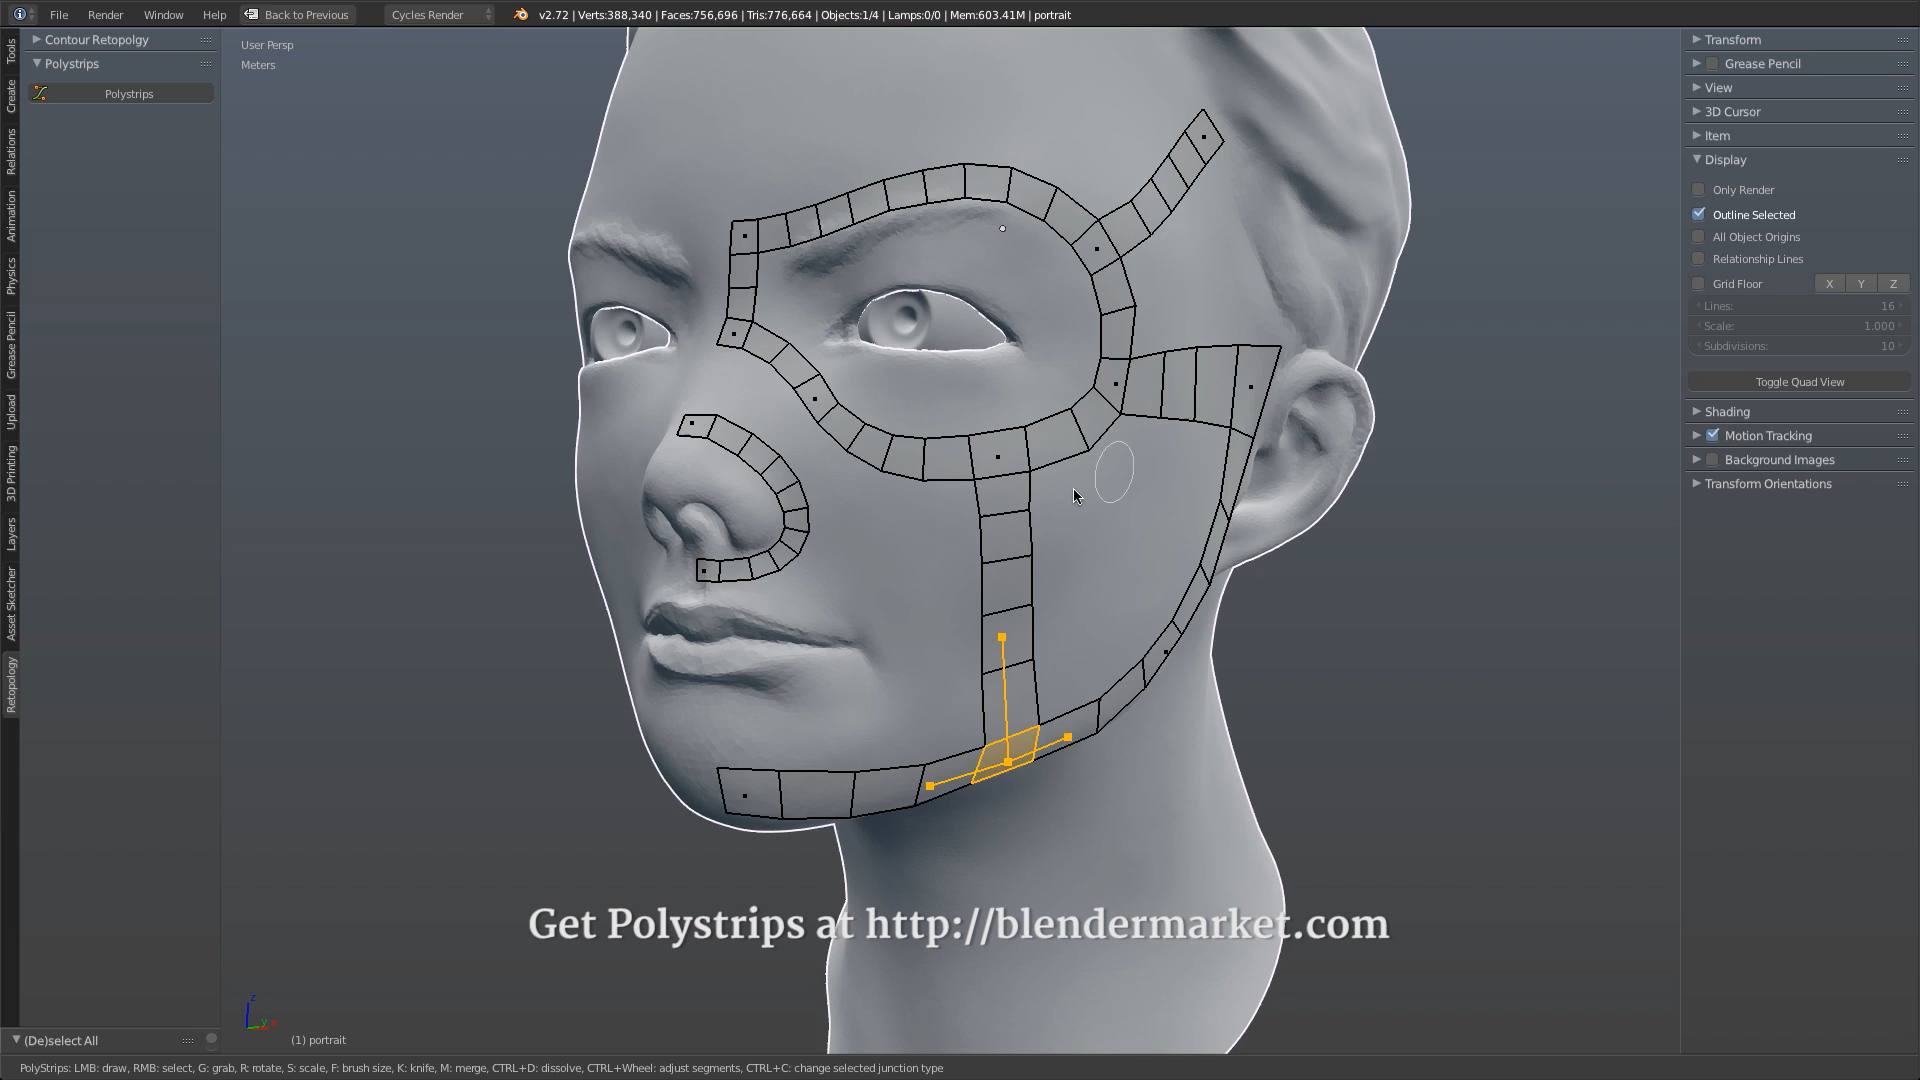 File Render Window Help Back to Previous Cycles Render v2.72 | Verts:388,340 | Faces:756,696 | Tris:776,664 | Objects:1/4 | Lamps:0/0 | Mem:603.41M | portrait
Tools
Create
Relations
Animation
Physics
Grease Pencil
Upload
3D Printing
Layers
Asset Sketcher
Retopology
Contour Retopolgy
Polystrips
Polystrips
(De)select All
User Persp
Meters
Get Polystrips at http://blendermarket.com
z
y
x
(1) portrait
Transform
Grease Pencil
View
3D Cursor
Item
Display
Only Render
Outline Selected
All Object Origins
Relationship Lines
Grid Floor X Y Z
Lines: 16
Scale: 1.000
Subdivisions: 10
Toggle Quad View
Shading
Motion Tracking
Background Images
Transform Orientations
PolyStrips: LMB: draw, RMB: select, G: grab, R: rotate, S: scale, F: brush size, K: knife, M: merge, CTRL+D: dissolve, CTRL+Wheel: adjust segments, CTRL+C: change selected junction type